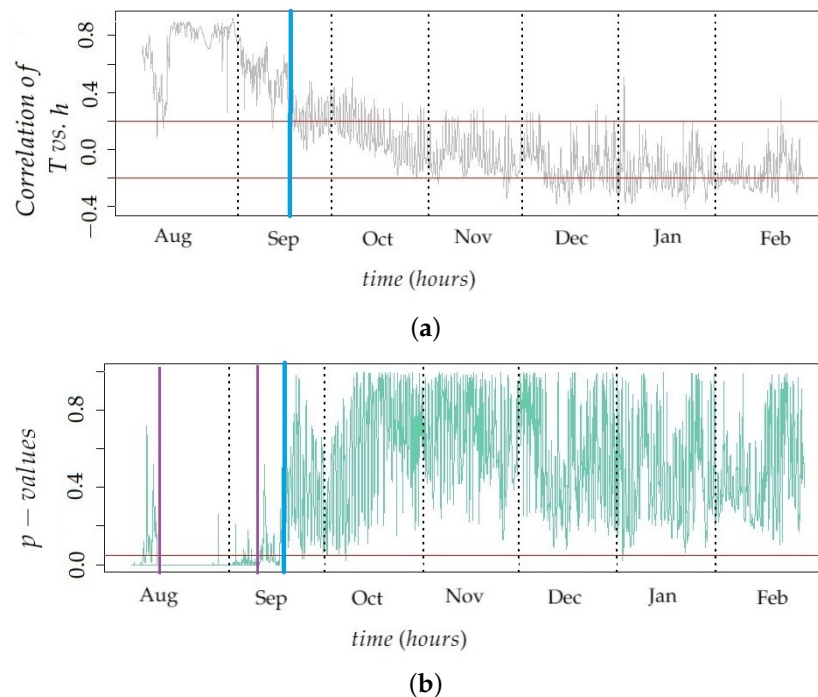 Correlation of
T vs. h
0.8
0.4
0.0
−0.4
Aug Sep Oct Nov Dec Jan Feb
time (hours)
(a)
p − values
0.8
0.4
0.0
Aug Sep Oct Nov Dec Jan Feb
time (hours)
(b)